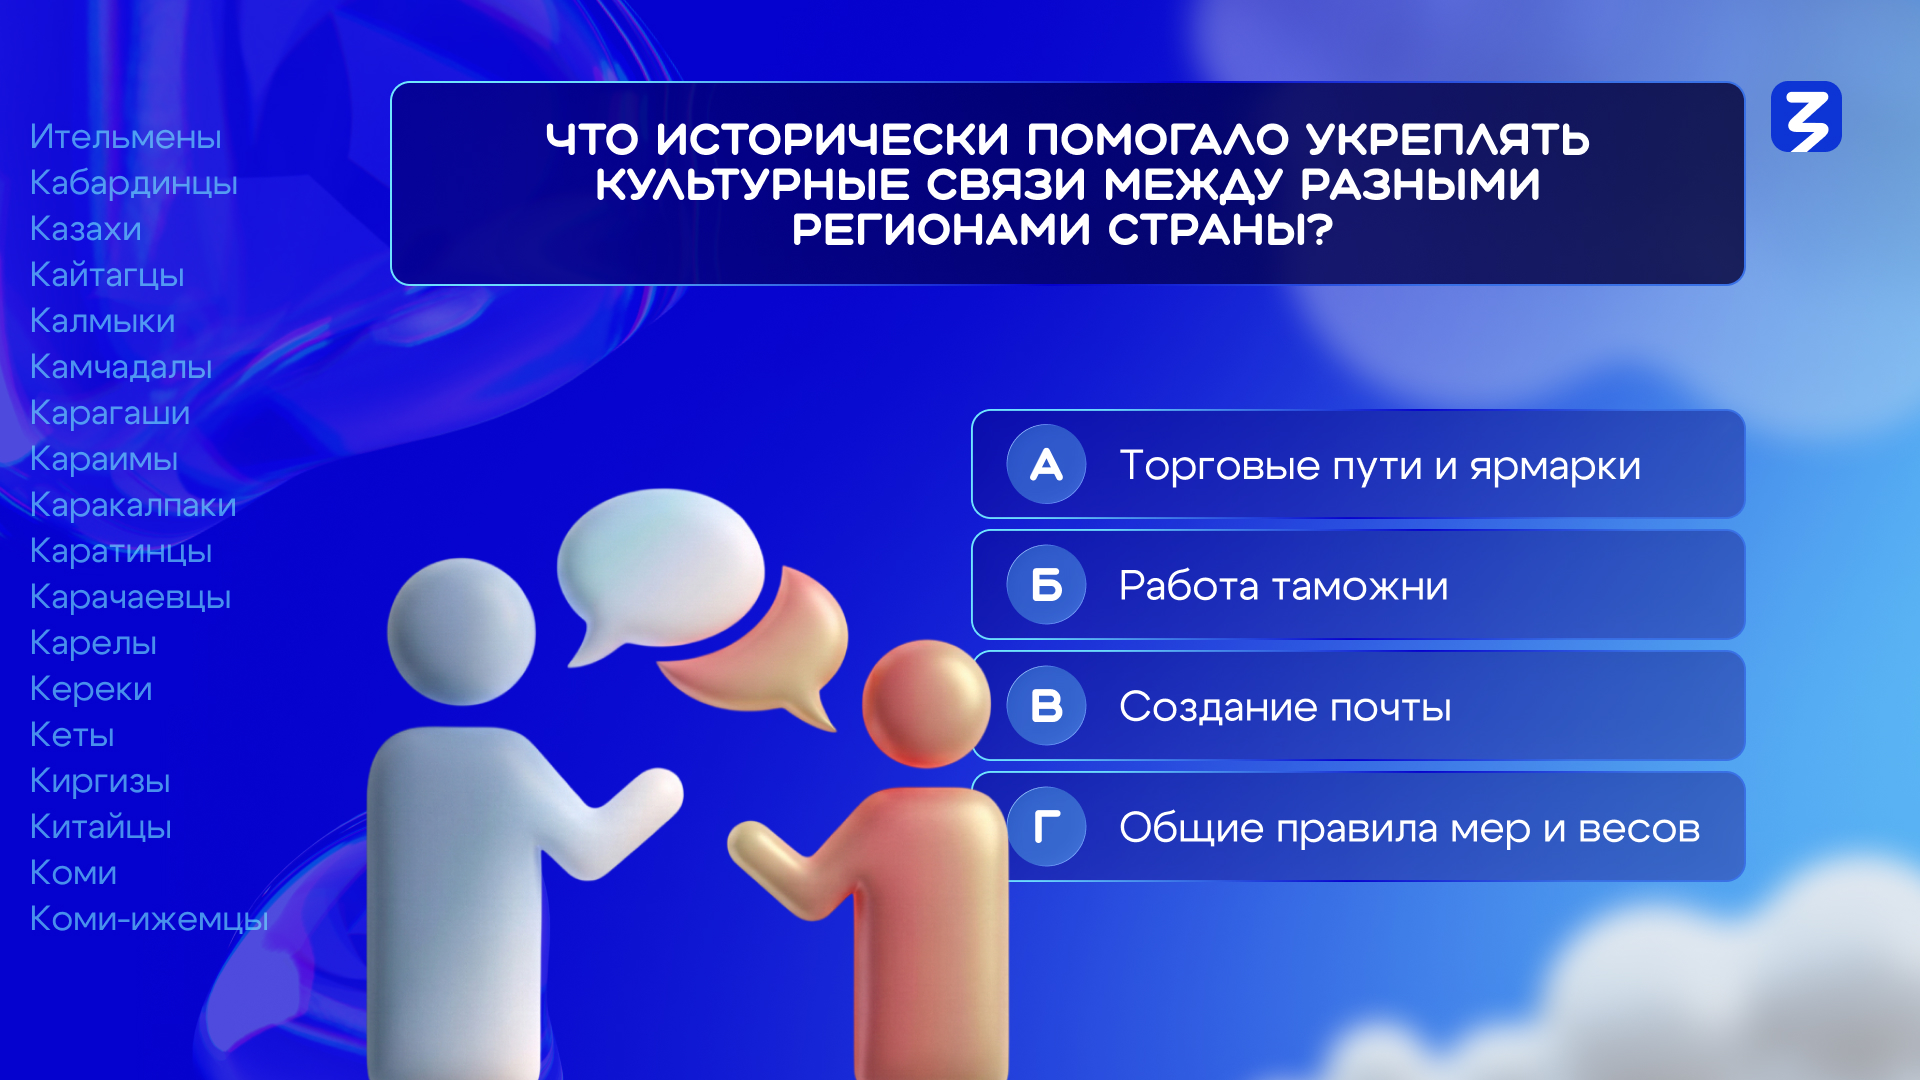 ЧТО ИСТОРИЧЕСКИ ПОМОГАЛО УКРЕПЛЯТЬ
КУЛЬТУРНЫЕ СВЯЗИ МЕЖДУ РАЗНЫМИ
РЕГИОНАМИ СТРАНЫ?
Ительмены
Кабардинцы
Казахи
Кайтагцы
Калмыки
Камчадалы
Карагаши
Караимы
Каракалпаки
Каратинцы
Карачаевцы
Карелы
Кереки
Кеты
Киргизы
Китайцы
Коми
Коми-ижемцы
А Торговые пути и ярмарки
Б Работа таможни
В Создание почты
Г Общие правила мер и весов